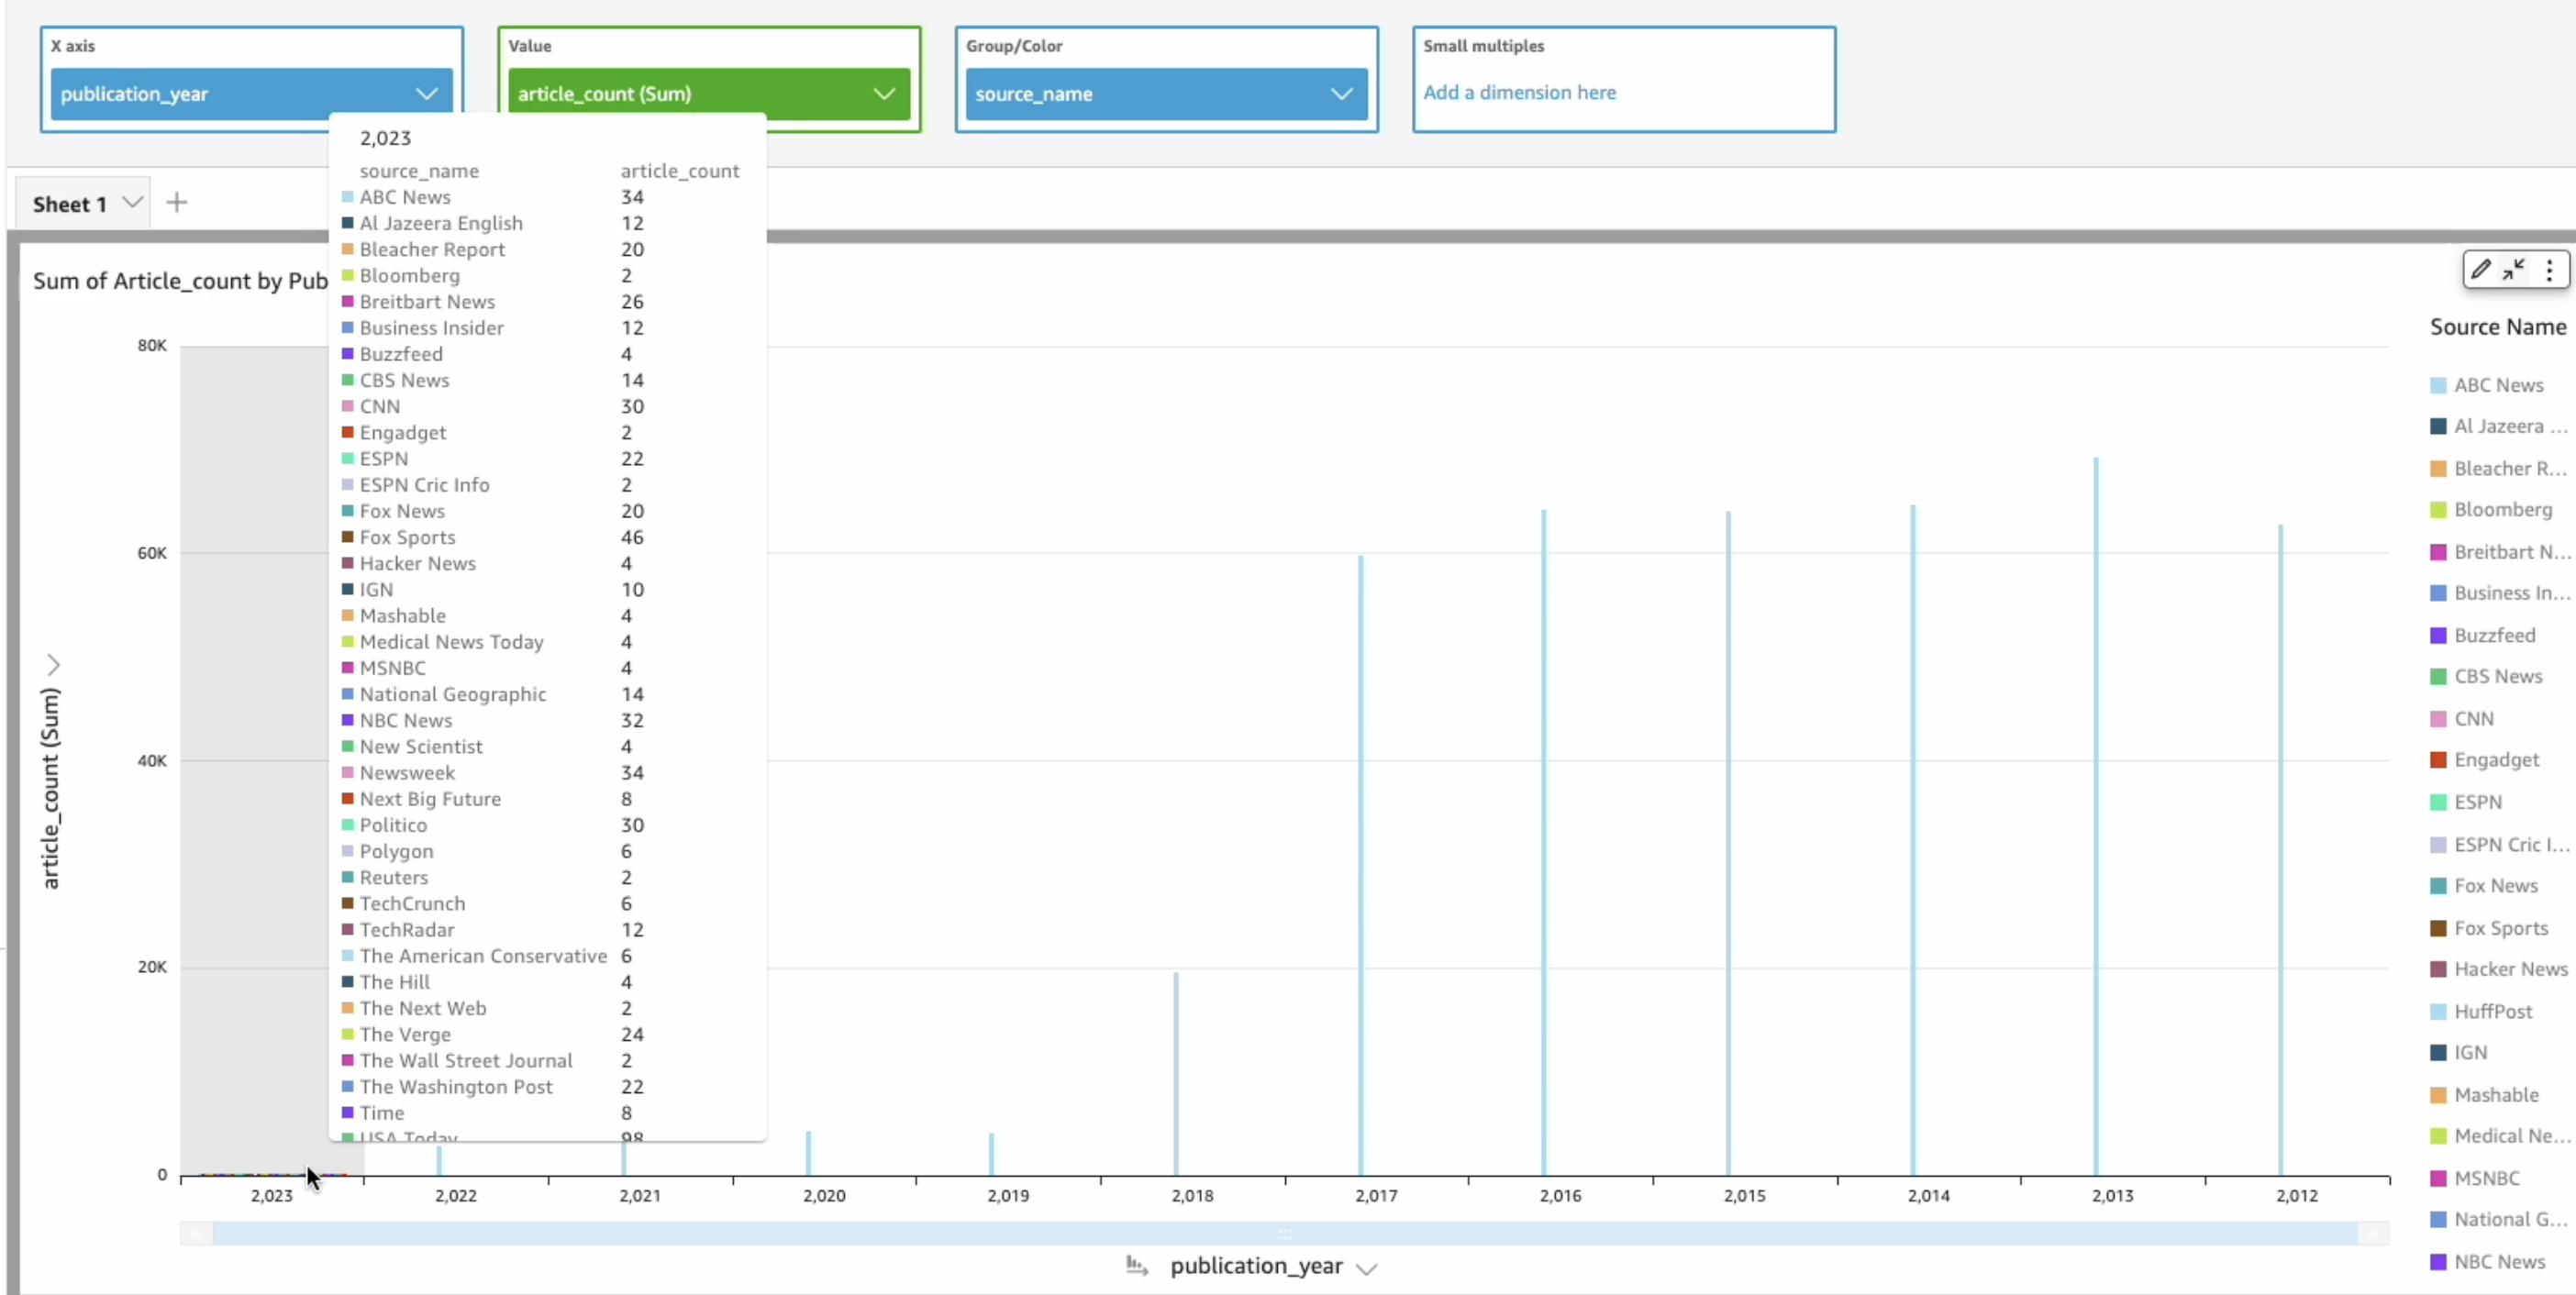 X axis
publication_year
Value
article_count (Sum)
Group/Color
source_name
Small multiples
Add a dimension here
Sheet 1
Sum of Article_count by Pub
2,023
source_name article_count
ABC News 34
Al Jazeera English 12
Bleacher Report 20
Bloomberg 2
Breitbart News 26
Business Insider 12
Buzzfeed 4
CBS News 14
CNN 30
Engadget 2
ESPN 22
ESPN Cric Info 2
Fox News 20
Fox Sports 46
Hacker News 4
IGN 10
Mashable 4
Medical News Today 4
MSNBC 4
National Geographic 14
NBC News 32
New Scientist 4
Newsweek 34
Next Big Future 8
Politico 30
Polygon 6
Reuters 2
TechCrunch 6
TechRadar 12
The American Conservative 6
The Hill 4
The Next Web 2
The Verge 24
The Wall Street Journal 2
The Washington Post 22
Time 8
USA Today 98
article_count (Sum)
80K
60K
40K
20K
0
2,023 2,022 2,021 2,020 2,019 2,018 2,017 2,016 2,015 2,014 2,013 2,012
publication_year
Source Name
ABC News
Al Jazeera ...
Bleacher R...
Bloomberg
Breitbart N...
Business In...
Buzzfeed
CBS News
CNN
Engadget
ESPN
ESPN Cric I...
Fox News
Fox Sports
Hacker News
HuffPost
IGN
Mashable
Medical Ne...
MSNBC
National G...
NBC News